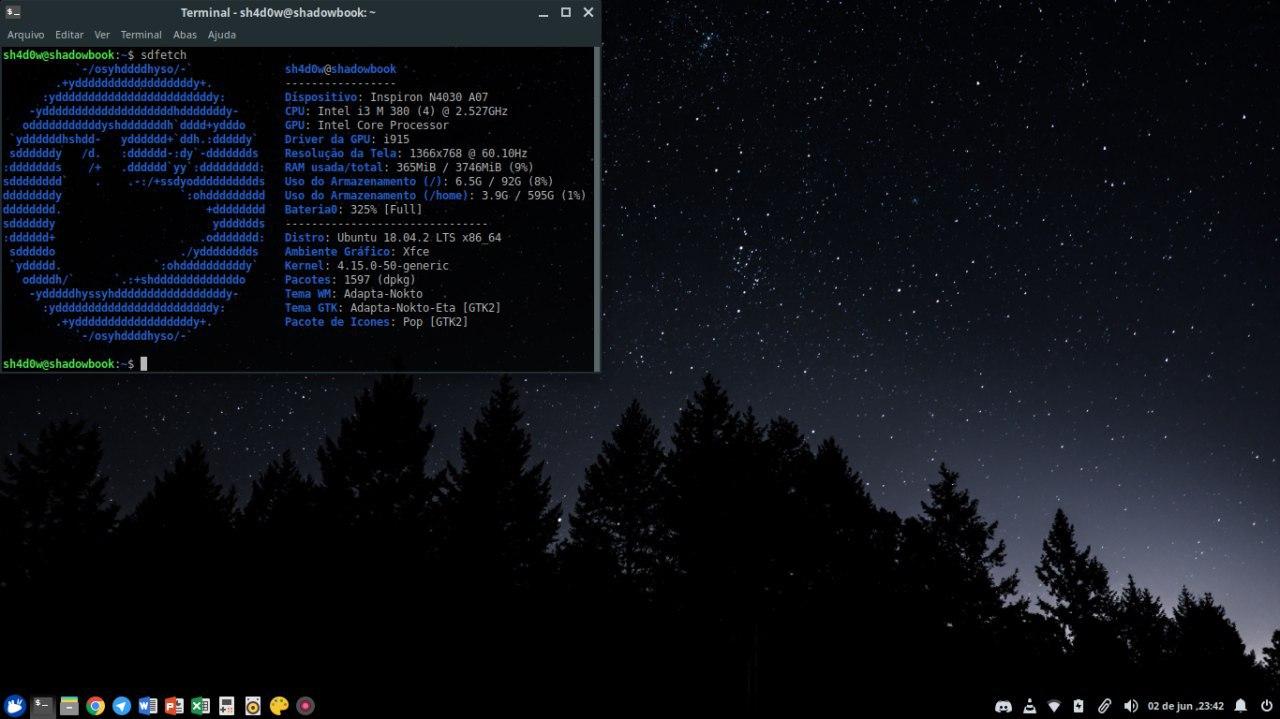 Terminal - sh4d0w@shadowbook: ~
Arquivo Editar Ver Terminal Abas Ajuda
sh4d0w@shadowbook:~$ sdfetch
sh4d0w@shadowbook
-----------------
Dispositivo: Inspiron N4030 A07
CPU: Intel i3 M 380 (4) @ 2.527GHz
GPU: Intel Core Processor
Driver da GPU: i915
Resolução da Tela: 1366x768 @ 60.10Hz
RAM usada/total: 365MiB / 3746MiB (9%)
Uso do Armazenamento (/): 6.5G / 92G (8%)
Uso do Armazenamento (/home): 3.9G / 595G (1%)
Bateria0: 325% [Full]
------------------------------
Distro: Ubuntu 18.04.2 LTS x86_64
Ambiente Gráfico: Xfce
Kernel: 4.15.0-50-generic
Pacotes: 1597 (dpkg)
Tema WM: Adapta-Nokto
Tema GTK: Adapta-Nokto-Eta [GTK2]
Pacote de Icones: Pop [GTK2]
sh4d0w@shadowbook:~$
02 de jun ,23:42